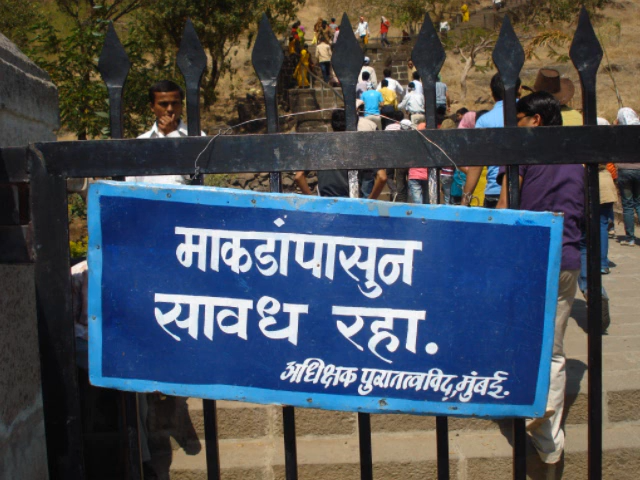 माकडांपासुन
सावध रहा.
अधिक्षक पुरातत्वविद्,मुंबई.